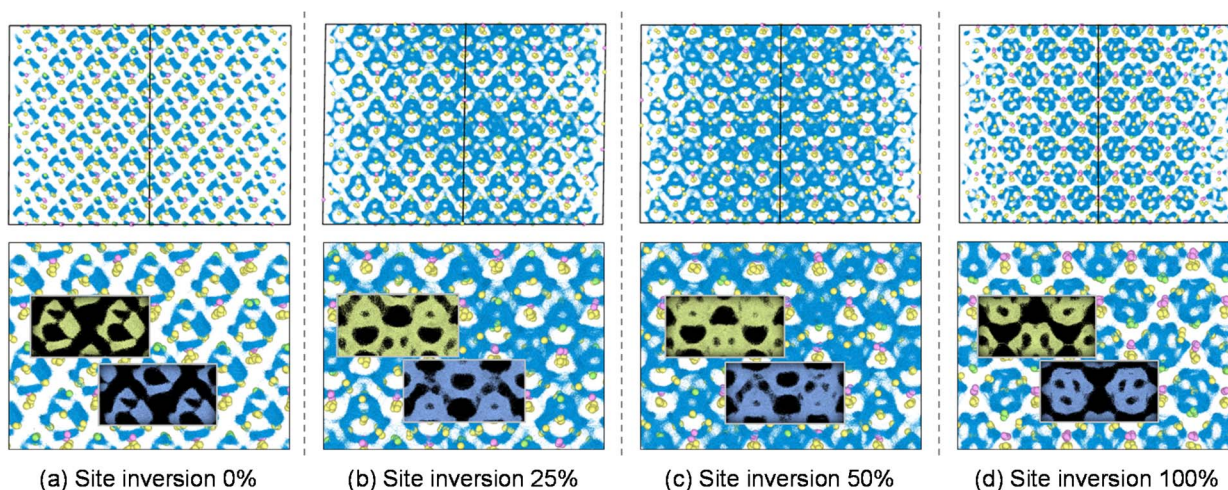 (a) Site inversion 0%
(b) Site inversion 25%
(c) Site inversion 50%
(d) Site inversion 100%